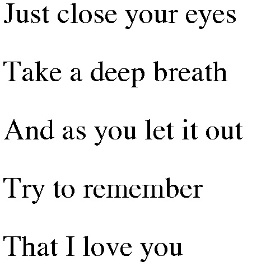 Just close your eyes
Take a deep breath
And as you let it out
Try to remember
That I love you